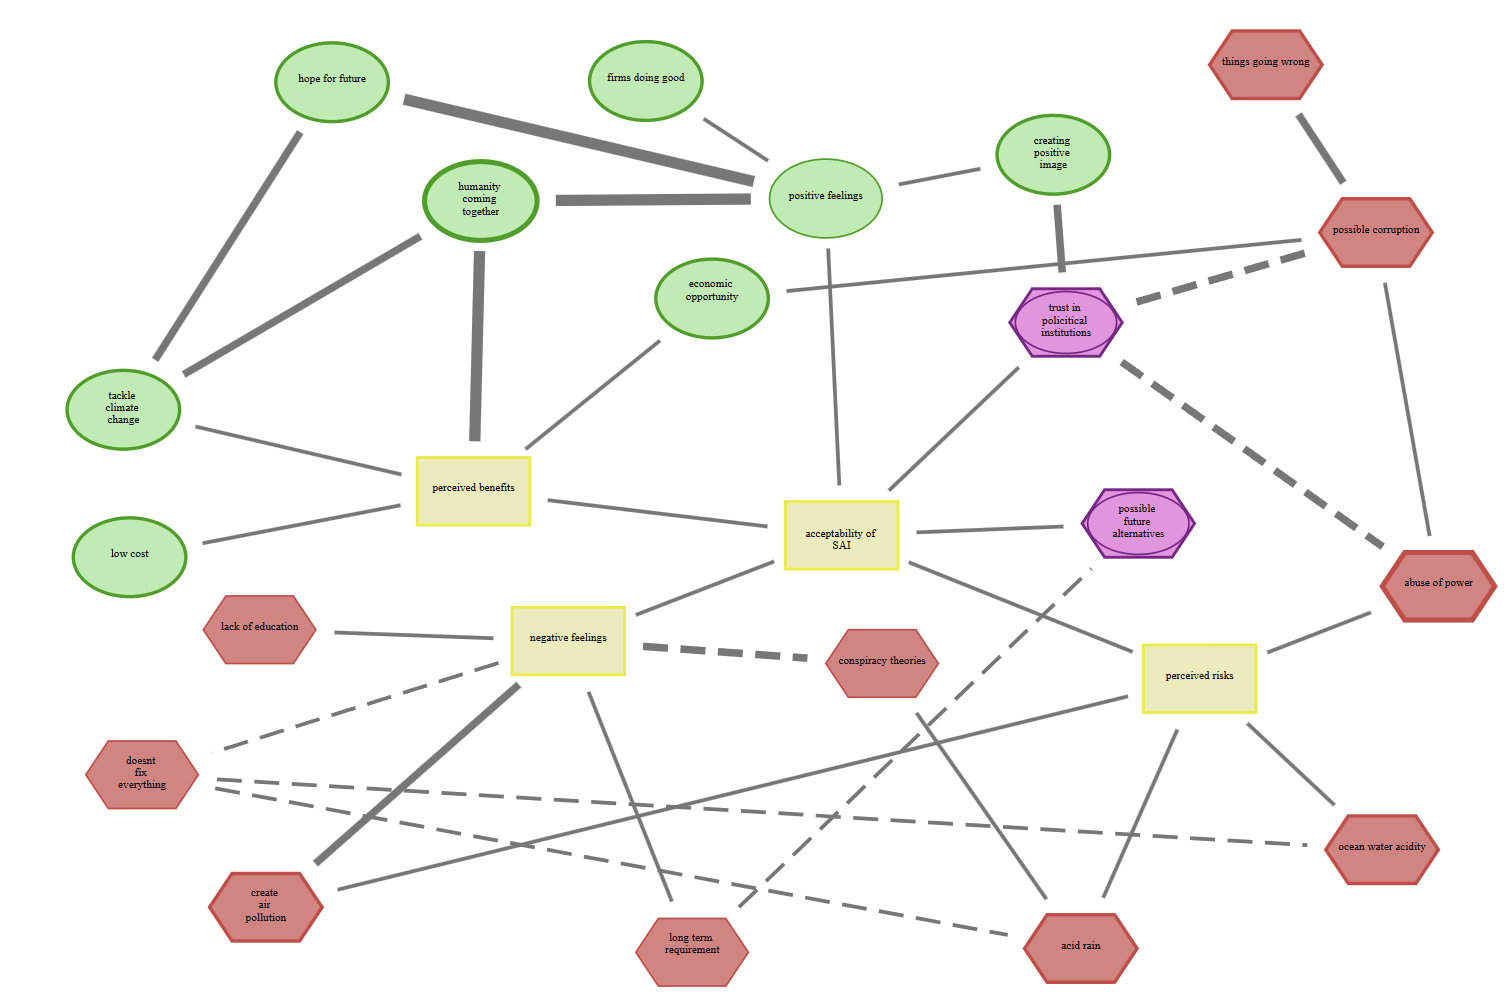 things going wrong
hope for future
firms doing good
creating
positive
image
humanity
coming
together
positive feelings
possible corruption
economic
opportunity
trust in
policitical
institutions
tackle
climate
change
perceived benefits
possible
future
alternatives
acceptability of
SAI
low cost
abuse of power
lack of education
negative feelings
conspiracy theories
perceived risks
doesnt
fix
everything
ocean water acidity
create
air
pollution
long term
requirement
acid rain